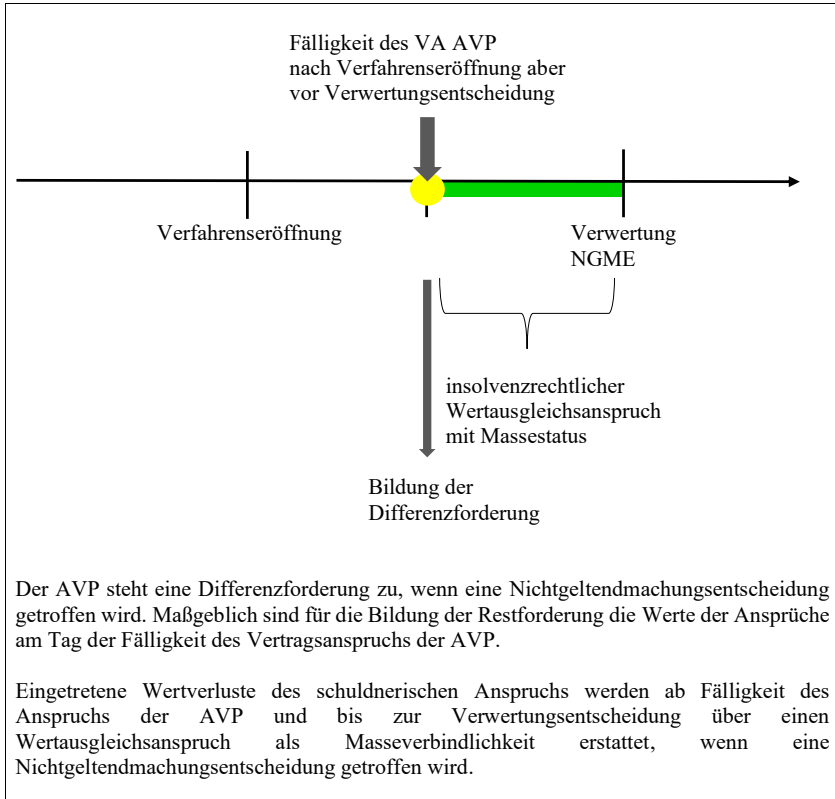 Fälligkeit des VA AVP
nach Verfahrenseröffnung aber
vor Verwertungsentscheidung
Verfahrenseröffnung
Verwertung
NGME
insolvenzrechtlicher
Wertausgleichsanspruch
mit Massestatus
Bildung der
Differenzforderung
Der AVP steht eine Differenzforderung zu, wenn eine Nichtgeltendmachungsentscheidung
getroffen wird. Maßgeblich sind für die Bildung der Restforderung die Werte der Ansprüche
am Tag der Fälligkeit des Vertragsanspruchs der AVP.
Eingetretene Wertverluste des schuldnerischen Anspruchs werden ab Fälligkeit des
Anspruchs der AVP und bis zur Verwertungsentscheidung über einen
Wertausgleichsanspruch als Masseverbindlichkeit erstattet, wenn eine
Nichtgeltendmachungsentscheidung getroffen wird.